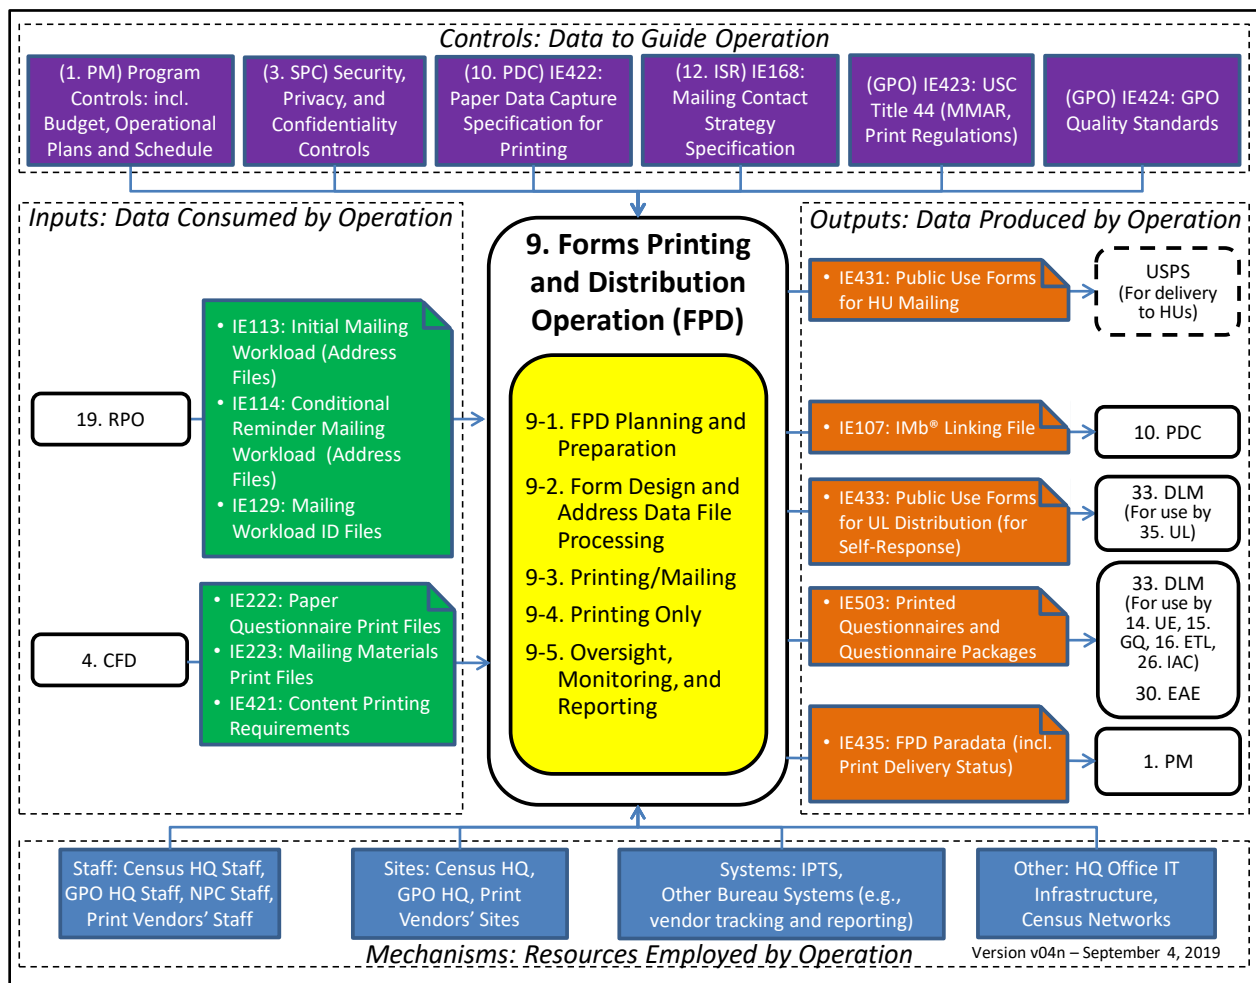 Controls: Data to Guide Operation
(1. PM) Program
Controls: incl.
Budget, Operational
Plans and Schedule
(3. SPC) Security,
Privacy, and
Confidentiality
Controls
(10. PDC) IE422:
Paper Data Capture
Specification for
Printing
(12. ISR) IE168:
Mailing Contact
Strategy
Specification
(GPO) IE423: USC
Title 44 (MMAR,
Print Regulations)
(GPO) IE424: GPO
Quality Standards
Inputs: Data Consumed by Operation
19. RPO
• IE113: Initial Mailing
Workload (Address
Files)
• IE114: Conditional
Reminder Mailing
Workload (Address
Files)
• IE129: Mailing
Workload ID Files
4. CFD
• IE222: Paper
Questionnaire Print Files
• IE223: Mailing Materials
Print Files
• IE421: Content Printing
Requirements
9. Forms Printing
and Distribution
Operation (FPD)
9-1. FPD Planning and
Preparation
9-2. Form Design and
Address Data File
Processing
9-3. Printing/Mailing
9-4. Printing Only
9-5. Oversight,
Monitoring, and
Reporting
Outputs: Data Produced by Operation
• IE431: Public Use Forms
for HU Mailing
USPS
(For delivery
to HUs)
• IE107: IMb® Linking File
10. PDC
• IE433: Public Use Forms
for UL Distribution (for
Self-Response)
33. DLM
(For use by
35. UL)
• IE503: Printed
Questionnaires and
Questionnaire Packages
33. DLM
(For use by
14. UE, 15.
GQ, 16. ETL,
26. IAC)
30. EAE
• IE435: FPD Paradata (incl.
Print Delivery Status)
1. PM
Staff: Census HQ Staff,
GPO HQ Staff, NPC Staff,
Print Vendors’ Staff
Sites: Census HQ,
GPO HQ, Print
Vendors’ Sites
Systems: IPTS,
Other Bureau Systems (e.g.,
vendor tracking and reporting)
Other: HQ Office IT
Infrastructure,
Census Networks
Mechanisms: Resources Employed by Operation
Version v04n – September 4, 2019